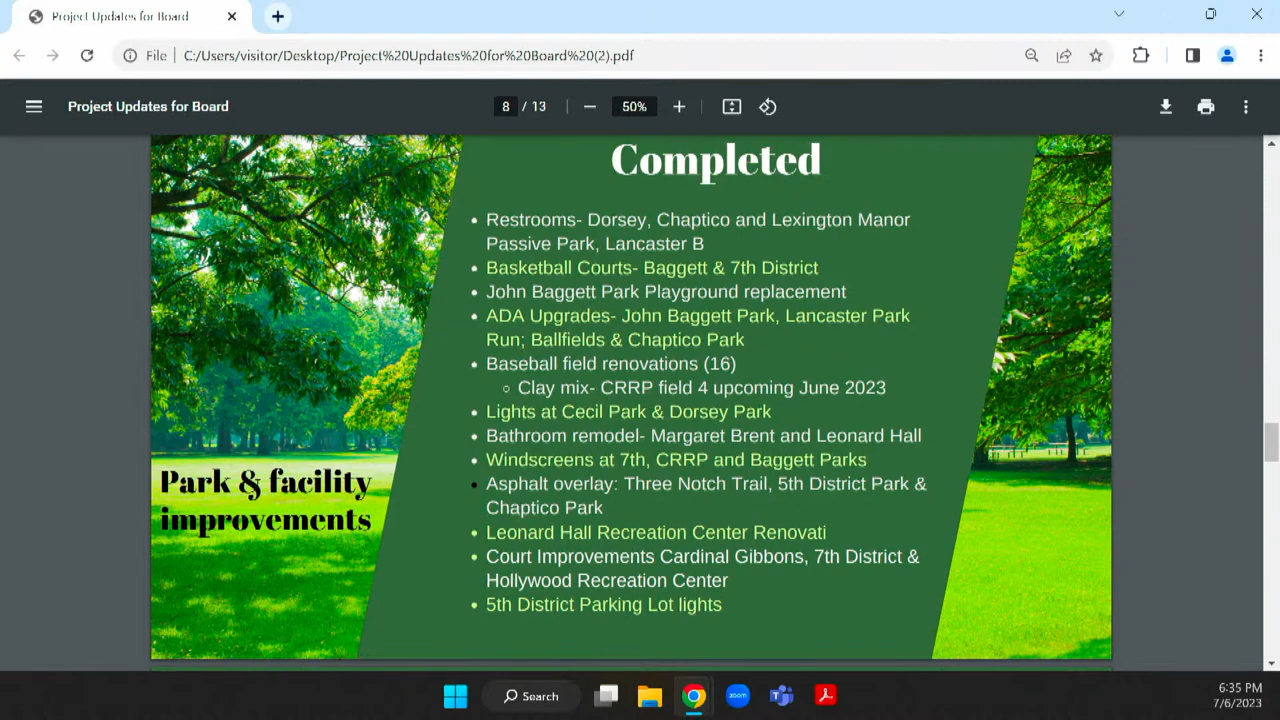 Project Updates for Board
File
C:/Users/visitor/Desktop/Project%20Updates%20for%20Board%20(2).pdf
Project Updates for Board
8 / 13
50%
Completed
Restrooms- Dorsey, Chaptico and Lexington Manor
Passive Park, Lancaster B
Basketball Courts- Baggett & 7th District
John Baggett Park Playground replacement
ADA Upgrades- John Baggett Park, Lancaster Park
Run; Ballfields & Chaptico Park
Baseball field renovations (16)
Clay mix- CRRP field 4 upcoming June 2023
Lights at Cecil Park & Dorsey Park
Bathroom remodel- Margaret Brent and Leonard Hall
Windscreens at 7th, CRRP and Baggett Parks
Asphalt overlay: Three Notch Trail, 5th District Park &
Chaptico Park
Leonard Hall Recreation Center Renovati
Court Improvements Cardinal Gibbons, 7th District &
Hollywood Recreation Center
5th District Parking Lot lights
Park & facility
improvements
Search
zoom
6:35 PM
7/6/2023